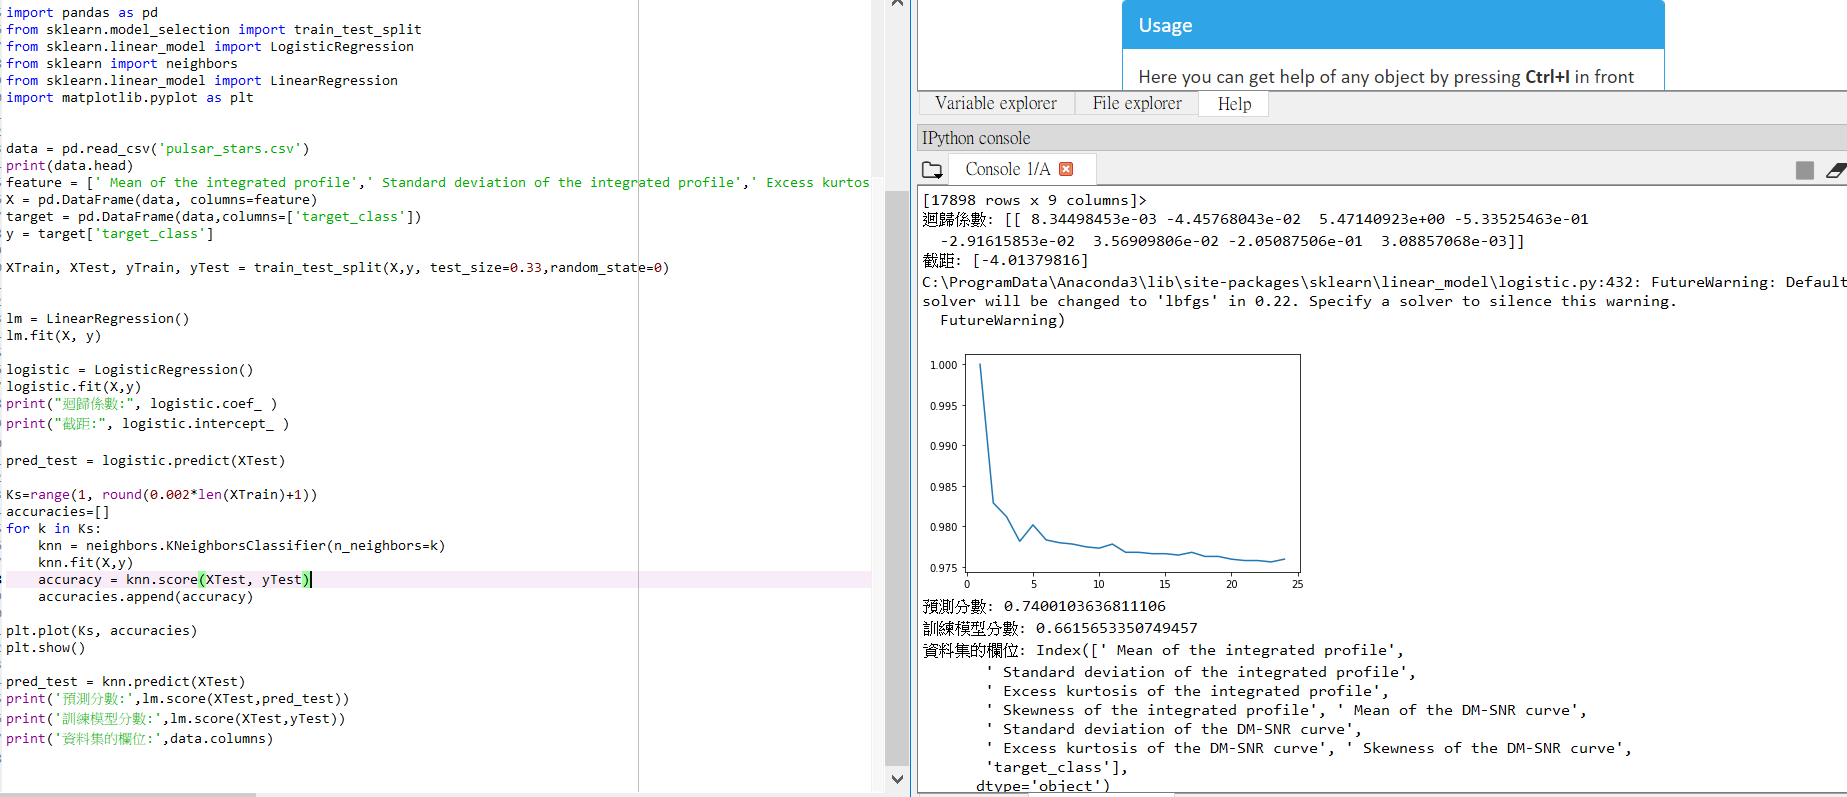 import pandas as pd
from sklearn.model_selection import train_test_split
from sklearn.linear_model import LogisticRegression
from sklearn import neighbors
from sklearn.linear_model import LinearRegression
import matplotlib.pyplot as plt
data = pd.read_csv('pulsar_stars.csv')
print(data.head)
feature = [' Mean of the integrated profile',' Standard deviation of the integrated profile',' Excess kurtos
X = pd.DataFrame(data, columns=feature)
target = pd.DataFrame(data,columns=['target_class'])
y = target['target_class']
XTrain, XTest, yTrain, yTest = train_test_split(X,y, test_size=0.33,random_state=0)
lm = LinearRegression()
lm.fit(X, y)
logistic = LogisticRegression()
logistic.fit(X,y)
print("迴歸係數:", logistic.coef_ )
print("截距:", logistic.intercept_ )
pred_test = logistic.predict(XTest)
Ks=range(1, round(0.002*len(XTrain)+1))
accuracies=[]
for k in Ks:
    knn = neighbors.KNeighborsClassifier(n_neighbors=k)
    knn.fit(X,y)
    accuracy = knn.score(XTest, yTest)
    accuracies.append(accuracy)
plt.plot(Ks, accuracies)
plt.show()
pred_test = knn.predict(XTest)
print('預測分數:',lm.score(XTest,pred_test))
print('訓練模型分數:',lm.score(XTest,yTest))
print('資料集的欄位:',data.columns)
Usage
Here you can get help of any object by pressing Ctrl+I in front
Variable explorer File explorer Help
IPython console
Console 1/A
[17898 rows x 9 columns]>
迴歸係數: [[ 8.34498453e-03 -4.45768043e-02  5.47140923e+00 -5.33525463e-01
  -2.91615853e-02  3.56909806e-02 -2.05087506e-01  3.08857068e-03]]
截距: [-4.01379816]
C:\ProgramData\Anaconda3\lib\site-packages\sklearn\linear_model\logistic.py:432: FutureWarning: Default
solver will be changed to 'lbfgs' in 0.22. Specify a solver to silence this warning.
  FutureWarning)
1.000
0.995
0.990
0.985
0.980
0.975
0 5 10 15 20 25
預測分數: 0.7400103636811106
訓練模型分數: 0.6615653350749457
資料集的欄位: Index([' Mean of the integrated profile',
       ' Standard deviation of the integrated profile',
       ' Excess kurtosis of the integrated profile',
       ' Skewness of the integrated profile', ' Mean of the DM-SNR curve',
       ' Standard deviation of the DM-SNR curve',
       ' Excess kurtosis of the DM-SNR curve', ' Skewness of the DM-SNR curve',
       'target_class'],
      dtype='object')